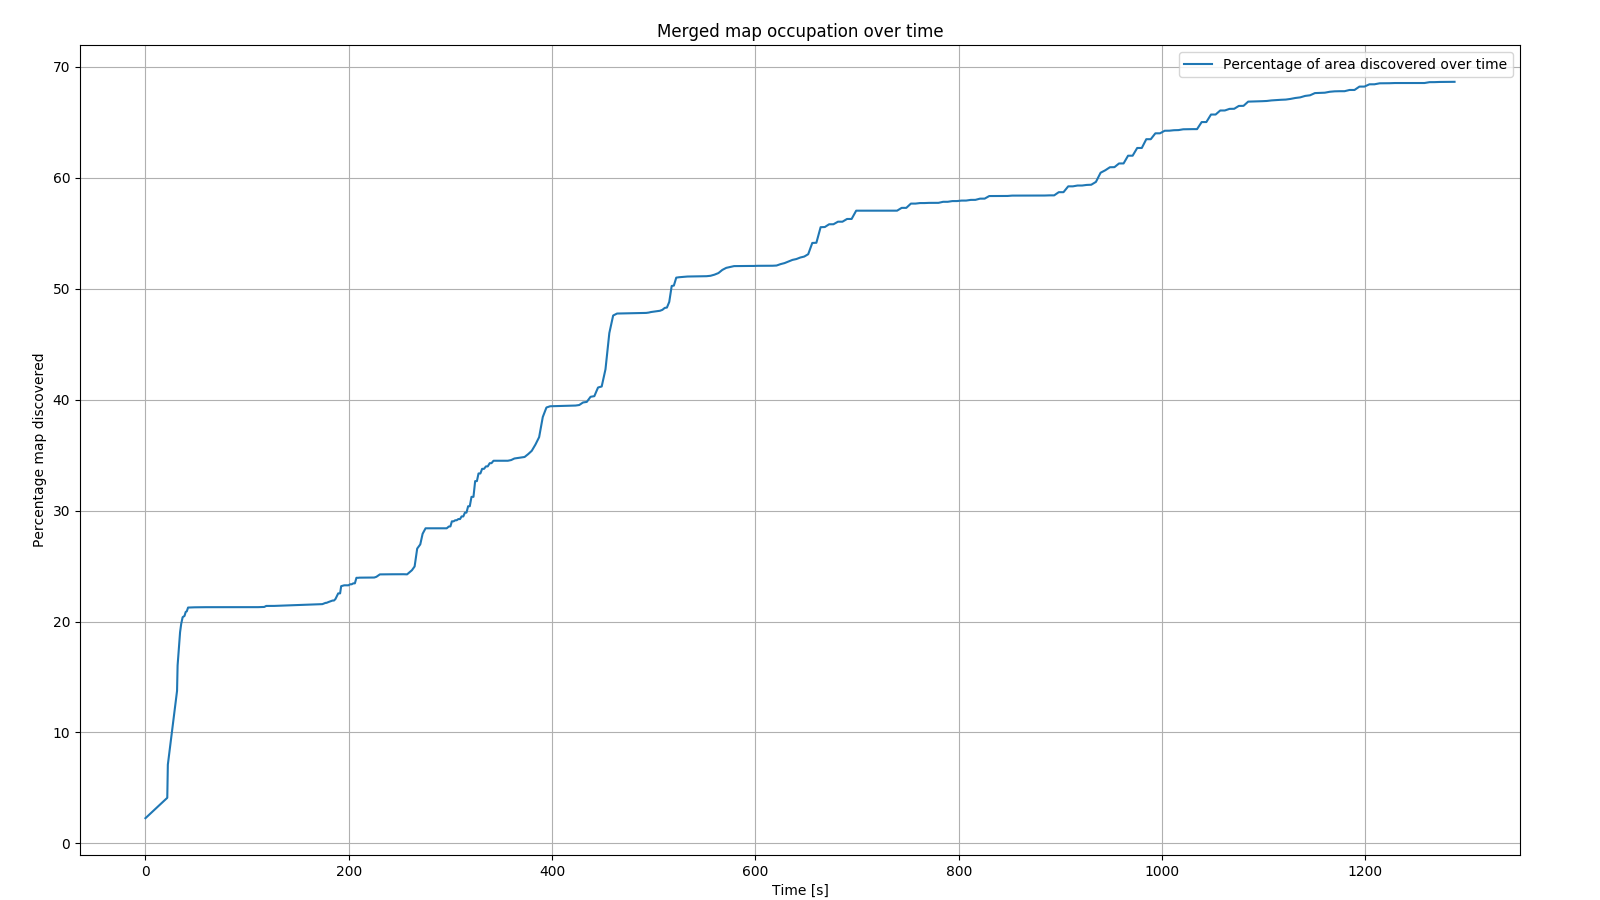 Merged map occupation over time
Percentage of area discovered over time
Percentage map discovered
70
60
50
40
30
20
10
0
0 200 400 600 800 1000 1200
Time [s]